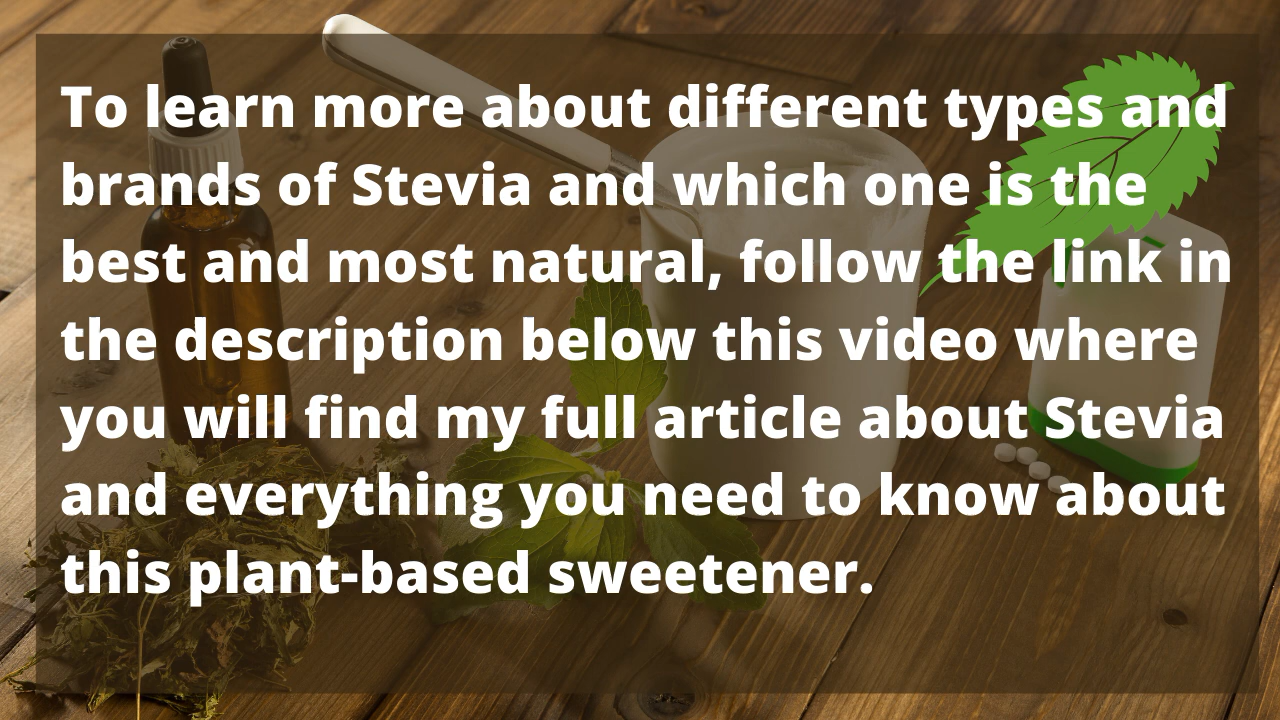 To learn more about different types and
brands of Stevia and which one is the
best and most natural, follow the link in
the description below this video where
you will find my full article about Stevia
and everything you need to know about
this plant-based sweetener.